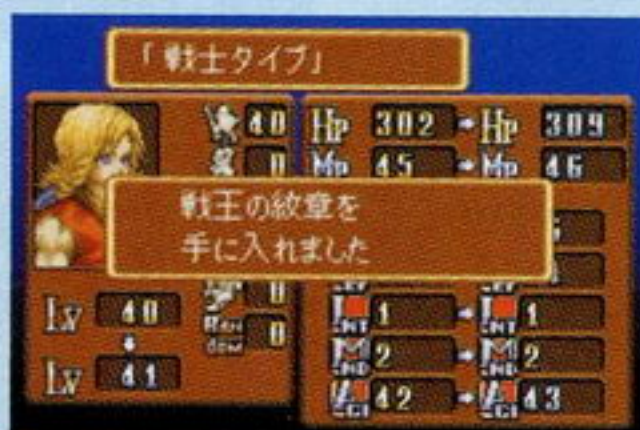 「戦士タイプ」
40 Hp 302 Hp 309
0 Mp 45 Mp 46
戦王の紋章を
手に入れました
0
Lv 40 Ran dom 0 INT 1 INT 1
MND 2 MND 2
Lv 41 AGI 42 AGI 43